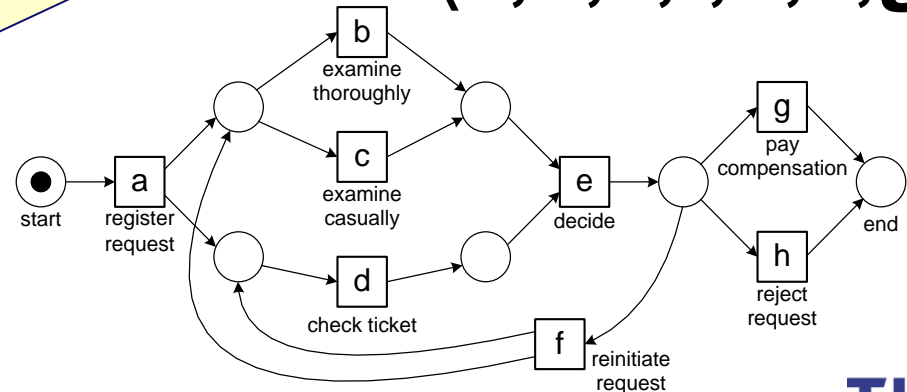 b
examine
thoroughly
g
pay
compensation
a
register
request
start
c
examine
casually
e
decide
end
h
reject
request
d
check ticket
f
reinitiate
request